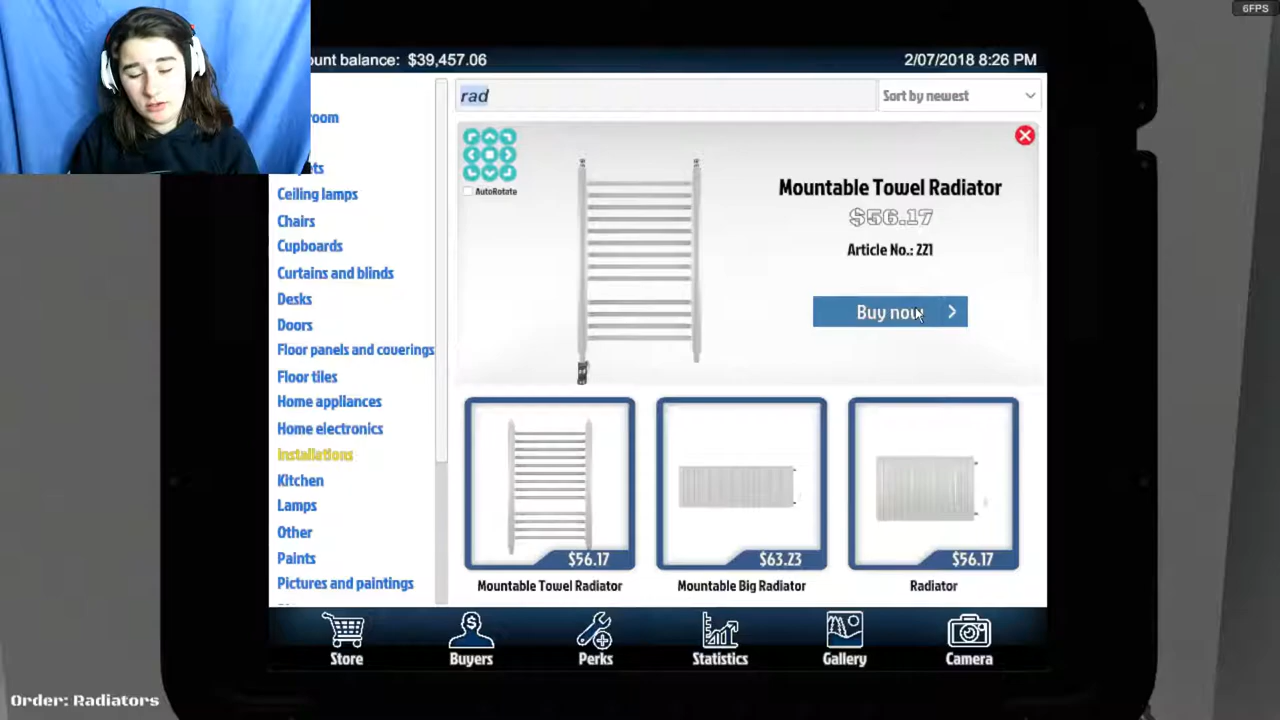 6FPS
ount balance: $39,457.06
2/07/2018 8:26 PM
rad
Sort by newest
room
ets
Ceiling lamps
Chairs
Cupboards
Curtains and blinds
Desks
Doors
Floor panels and coverings
Floor tiles
Home appliances
Home electronics
Installations
Kitchen
Lamps
Other
Paints
Pictures and paintings
AutoRotate
Mountable Towel Radiator
$56.17
Article No.: ZZ1
Buy now
$56.17
$63.23
$56.17
Mountable Towel Radiator
Mountable Big Radiator
Radiator
Store
Buyers
Perks
Statistics
Gallery
Camera
Order: Radiators